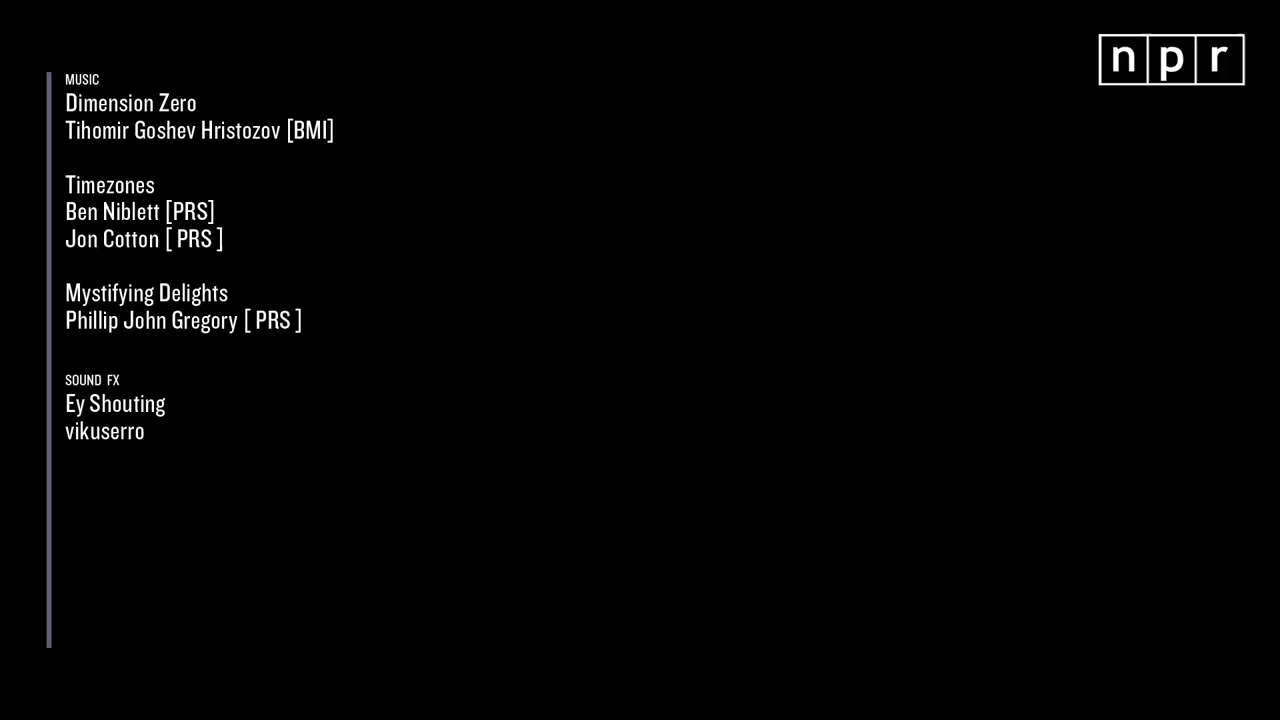 npr
MUSIC
Dimension Zero
Tihomir Goshev Hristozov [BMI]
Timezones
Ben Niblett [PRS]
Jon Cotton [ PRS ]
Mystifying Delights
Phillip John Gregory [ PRS ]
SOUND FX
Ey Shouting
vikuserro